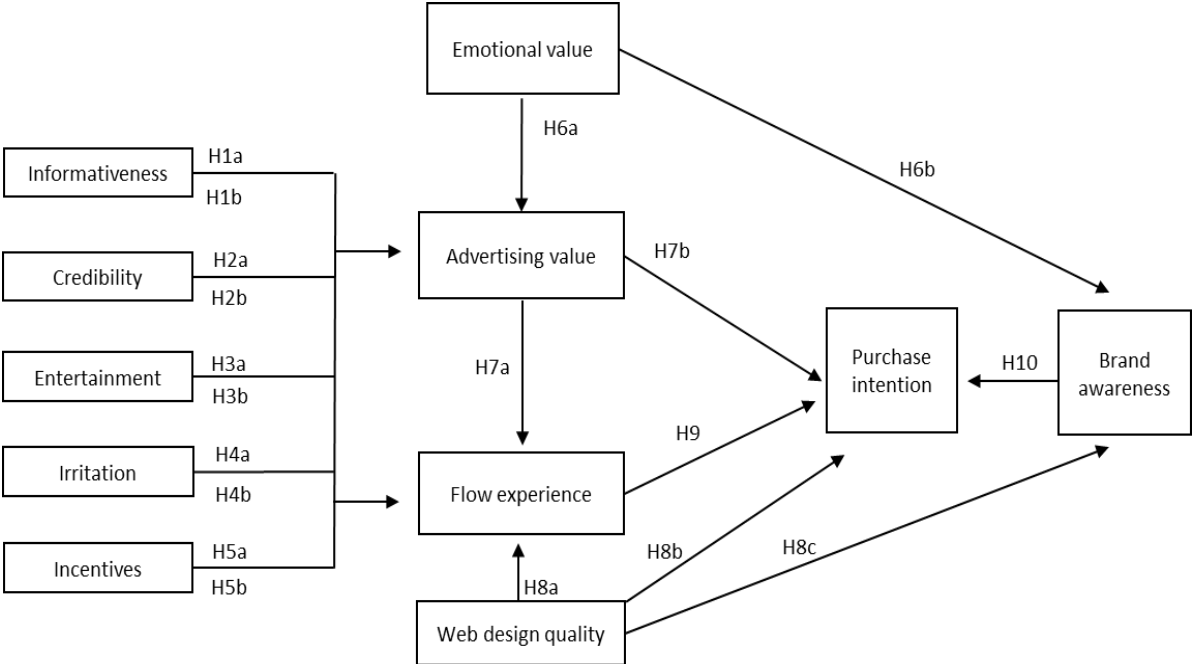 Emotional value
H6a
H6b
Informativeness
H1a
H1b
Credibility
H2a
H2b
Entertainment
H3a
H3b
Irritation
H4a
H4b
Incentives
H5a
H5b
Advertising value
H7b
H7a
Flow experience
H9
H8a
Web design quality
H8b
H8c
Purchase
intention
H10
Brand
awareness